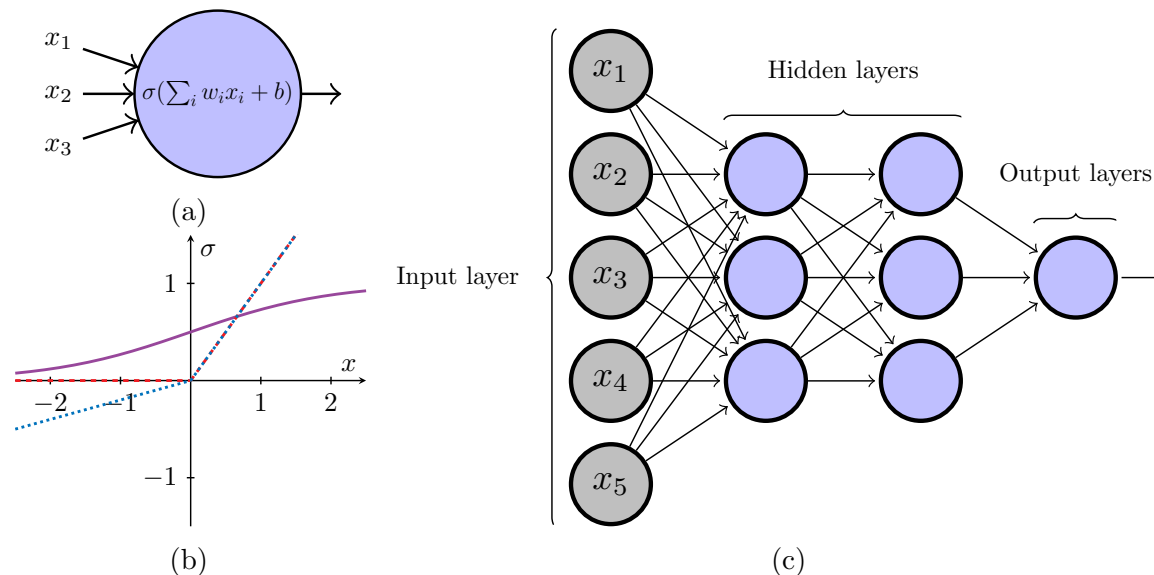 x₁
x₂
x₃
σ(∑ᵢ wᵢxᵢ + b)
(a)
σ
1
x
−2
−1
1
2
−1
(b)
Input layer
x₁
x₂
x₃
x₄
x₅
Hidden layers
Output layers
(c)